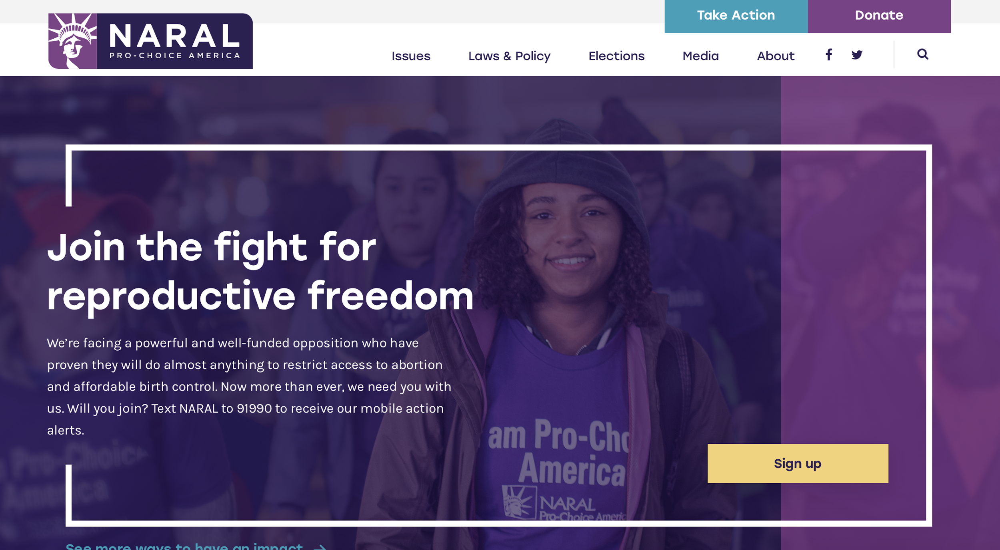 Take Action
Donate
NARAL
PRO-CHOICE AMERICA
Issues
Laws & Policy
Elections
Media
About
Join the fight for
reproductive freedom
We’re facing a powerful and well-funded opposition who have
proven they will do almost anything to restrict access to abortion
and affordable birth control. Now more than ever, we need you with
us. Will you join? Text NARAL to 91990 to receive our mobile action
alerts.
am Pro-Cho
America
NARAL
Pro-Choice Americ
Pro-Choice
America
Sign up
See more ways to have an impact →